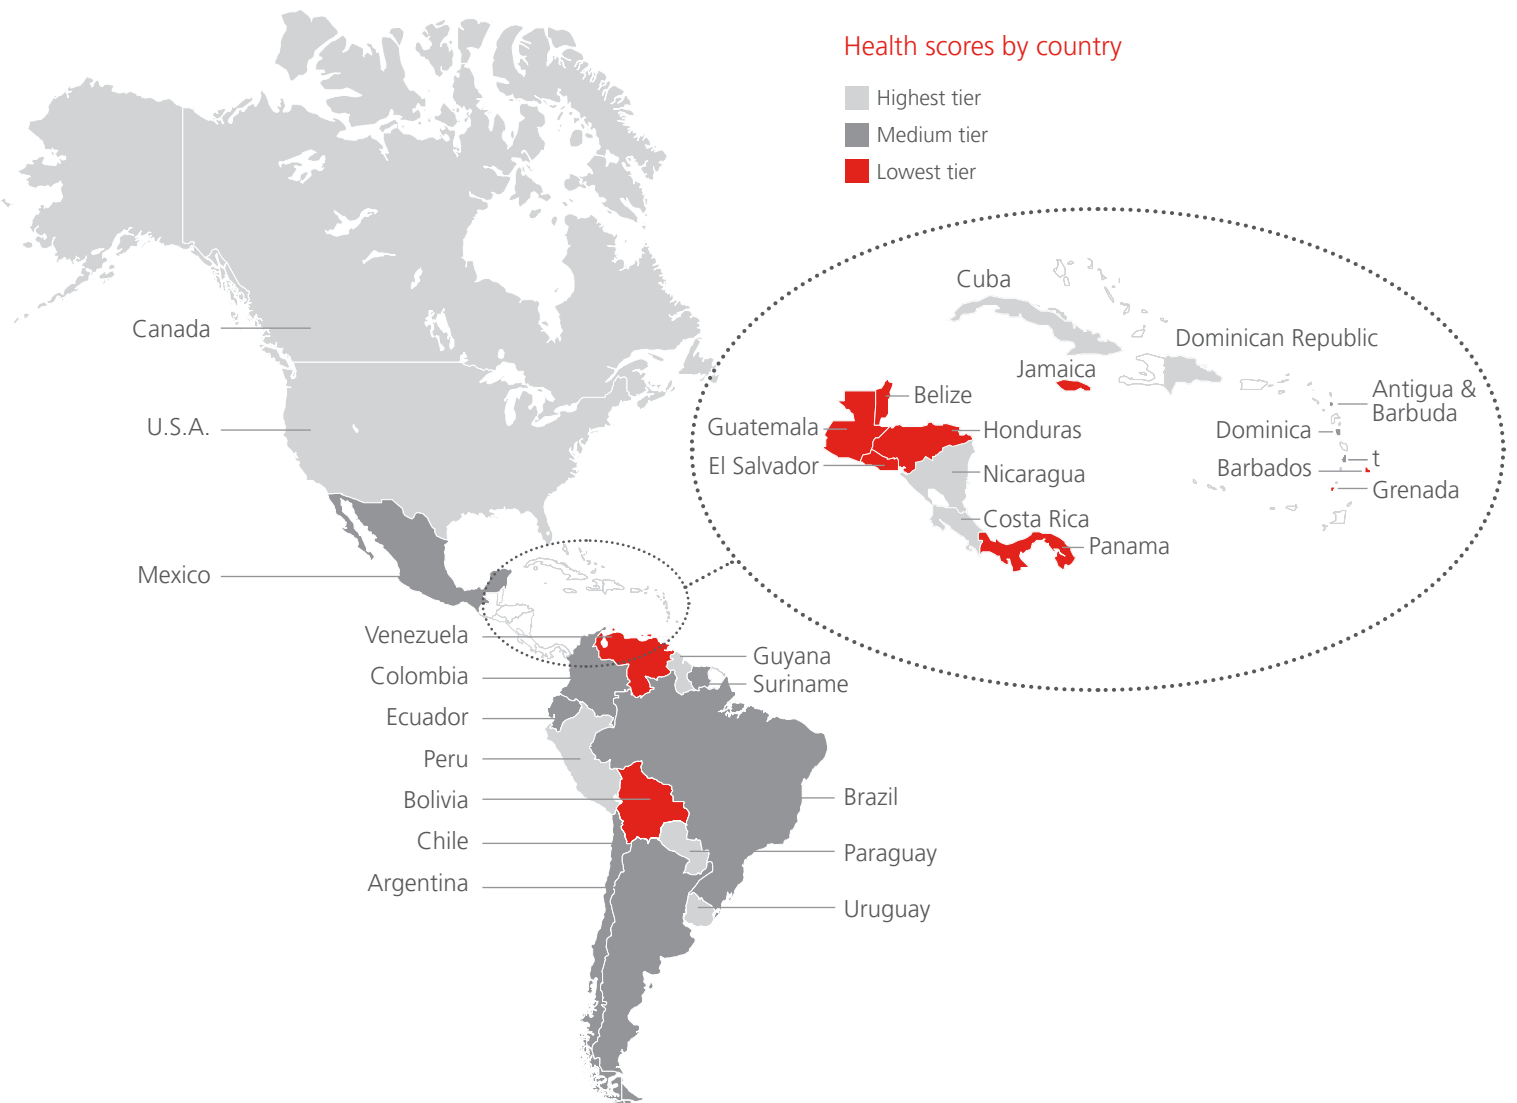 Health scores by country
Highest tier
Medium tier
Lowest tier
Canada
U.S.A.
Mexico
Venezuela
Colombia
Ecuador
Peru
Bolivia
Chile
Argentina
Guyana
Suriname
Brazil
Paraguay
Uruguay
Cuba
Dominican Republic
Jamaica
Belize
Guatemala
Honduras
El Salvador
Nicaragua
Costa Rica
Panama
Antigua &
Barbuda
Dominica
t
Barbados
Grenada